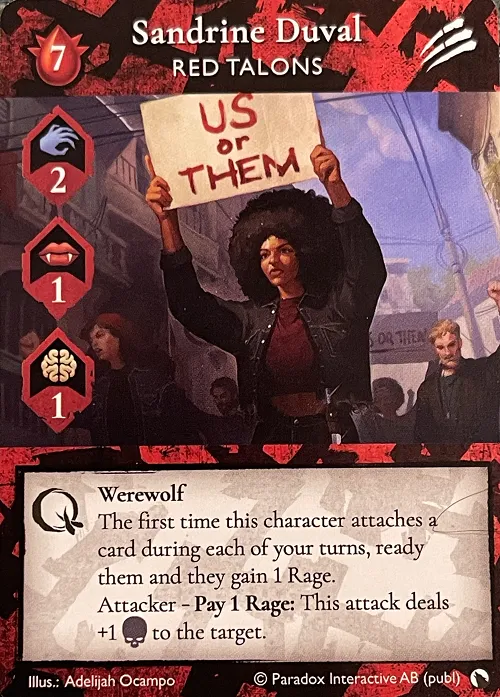 7
Sandrine Duval
RED TALONS
US
or
THEM
2
1
1
Werewolf
The first time this character attaches a
card during each of your turns, ready
them and they gain 1 Rage.
Attacker - Pay 1 Rage: This attack deals
+1 to the target.
Illus.: Adelijah Ocampo
© Paradox Interactive AB (publ)